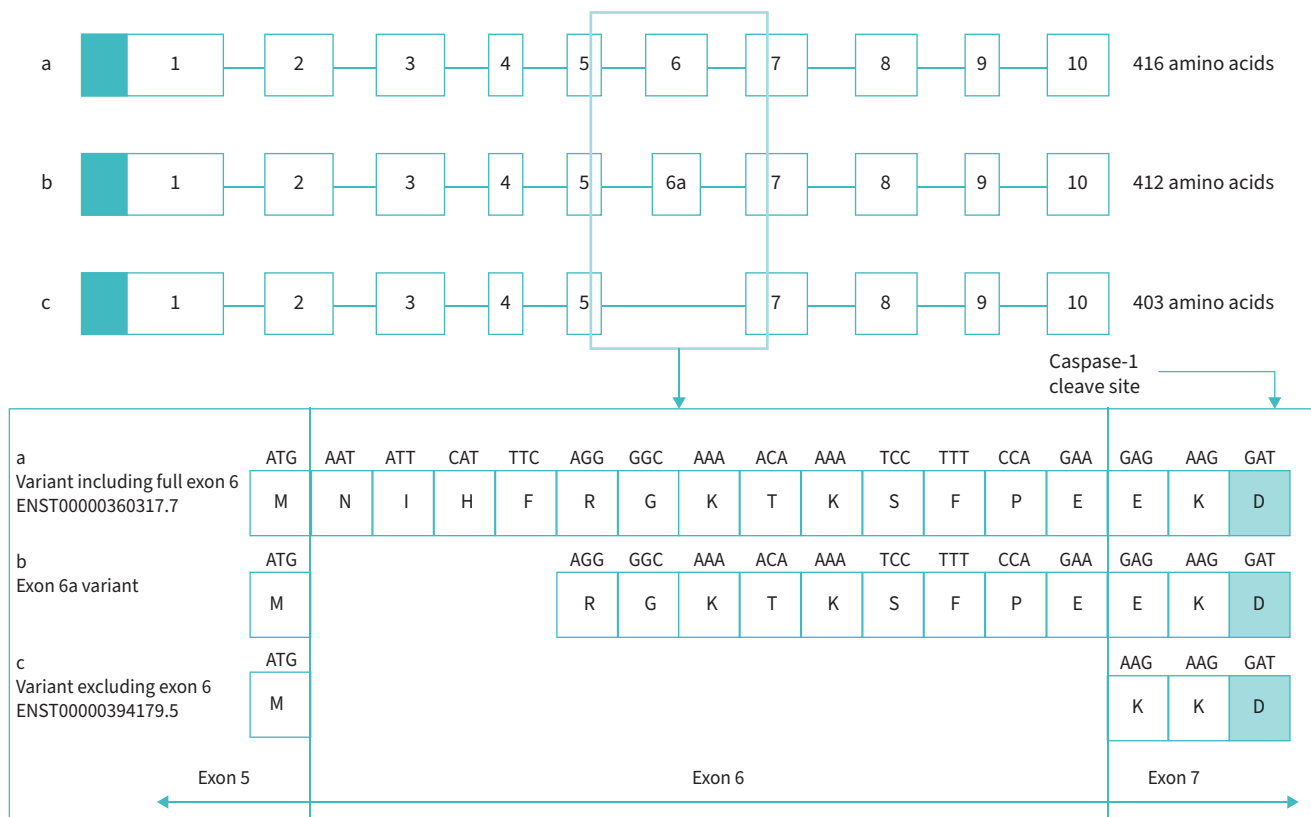 a 1 2 3 4 5 6 7 8 9 10 416 amino acids
b 1 2 3 4 5 6a 7 8 9 10 412 amino acids
c 1 2 3 4 5 7 8 9 10 403 amino acids
Caspase-1
cleave site
a
Variant including full exon 6
ENST00000360317.7
ATG AAT ATT CAT TTC AGG GGC AAA ACA AAA TCC TTT CCA GAA GAG AAG GAT
M N I H F R G K T K S F P E E K D
b
Exon 6a variant
ATG AGG GGC AAA ACA AAA TCC TTT CCA GAA GAG AAG GAT
M R G K T K S F P E E K D
c
Variant excluding exon 6
ENST00000394179.5
ATG AAG AAG GAT
M K K D
Exon 5 Exon 6 Exon 7